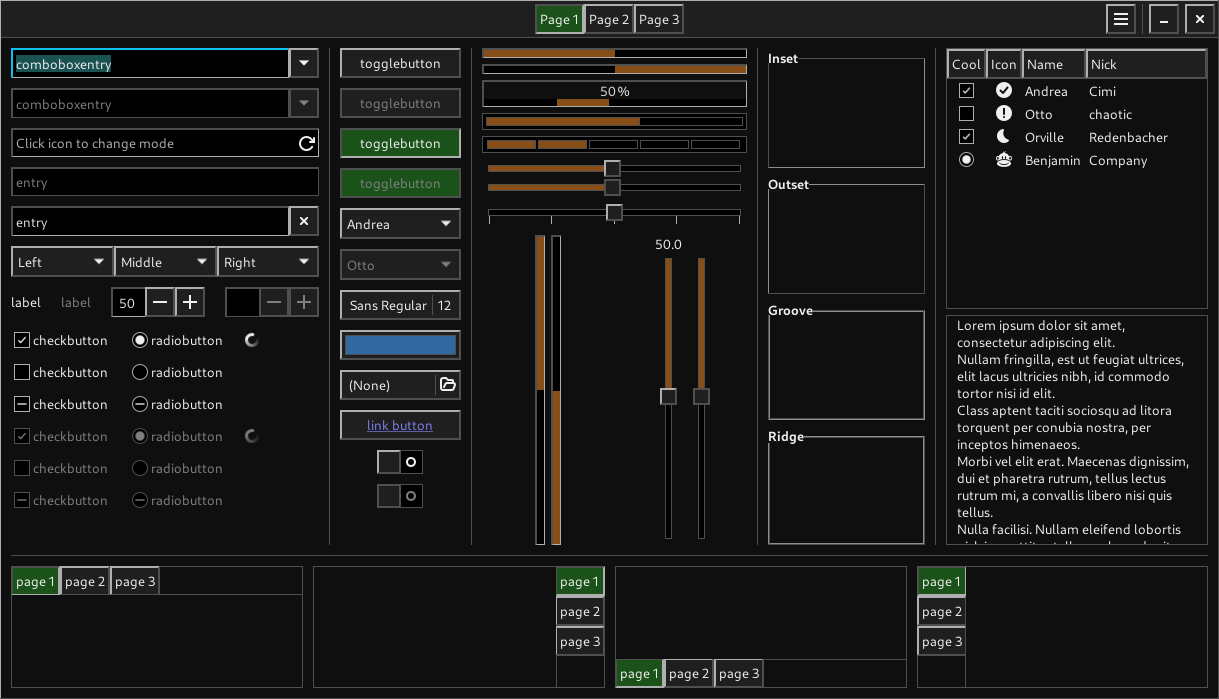 Page 1 Page 2 Page 3
comboboxentry
comboboxentry
Click icon to change mode
entry
entry
Left Middle Right
label label 50
checkbutton radiobutton
checkbutton radiobutton
checkbutton radiobutton
checkbutton radiobutton
checkbutton radiobutton
checkbutton radiobutton
togglebutton
togglebutton
togglebutton
togglebutton
Andrea
Otto
Sans Regular 12
(None)
link button
50 %
50.0
Inset
Outset
Groove
Ridge
Cool Icon Name Nick
Andrea Cimi
Otto chaotic
Orville Redenbacher
Benjamin Company
Lorem ipsum dolor sit amet,
consectetur adipiscing elit.
Nullam fringilla, est ut feugiat ultrices,
elit lacus ultricies nibh, id commodo
tortor nisi id elit.
Class aptent taciti sociosqu ad litora
torquent per conubia nostra, per
inceptos himenaeos.
Morbi vel elit erat. Maecenas dignissim,
dui et pharetra rutrum, tellus lectus
rutrum mi, a convallis libero nisi quis
tellus.
Nulla facilisi. Nullam eleifend lobortis
page 1 page 2 page 3
page 1
page 2
page 3
page 1 page 2 page 3
page 1
page 2
page 3